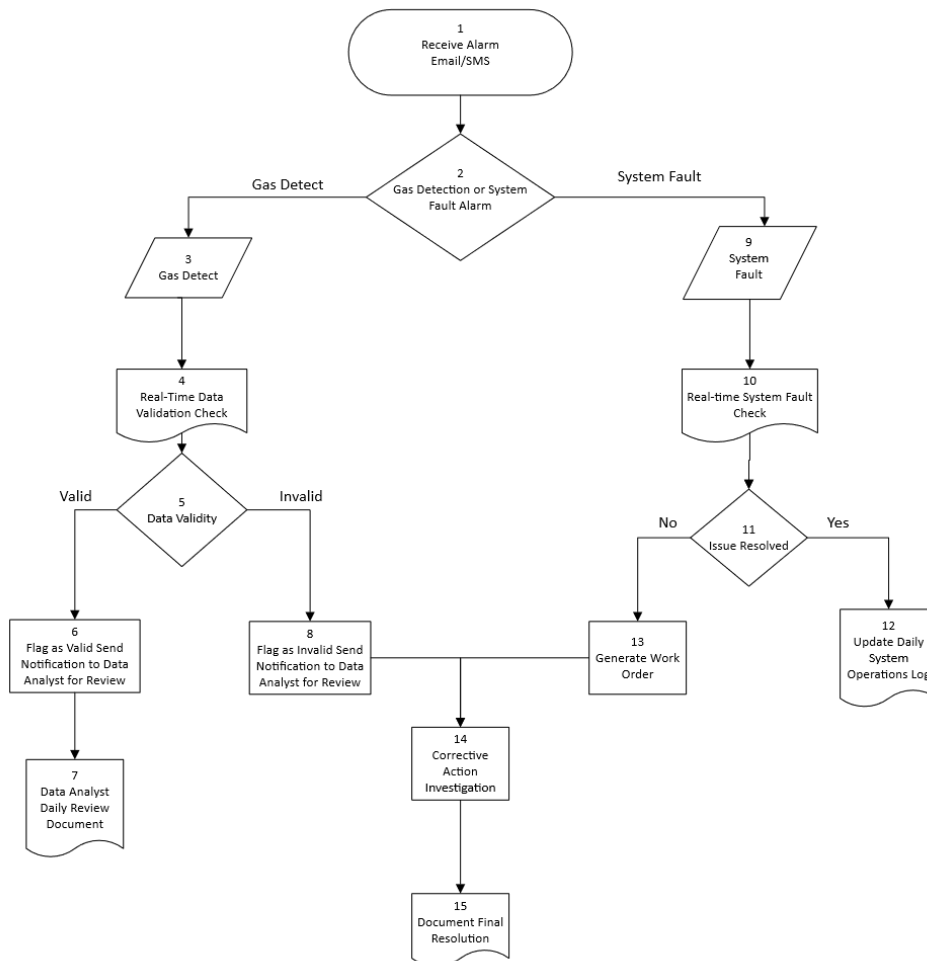 1
Receive Alarm
Email/SMS
2
Gas Detection or System
Fault Alarm
Gas Detect
System Fault
3
Gas Detect
9
System
Fault
4
Real-Time Data
Validation Check
10
Real-time System Fault
Check
5
Data Validity
Valid
Invalid
11
Issue Resolved
No
Yes
6
Flag as Valid Send
Notification to Data
Analyst for Review
8
Flag as Invalid Send
Notification to Data
Analyst for Review
13
Generate Work
Order
12
Update Daily
System
Operations Log
7
Data Analyst
Daily Review
Document
14
Corrective
Action
Investigation
15
Document Final
Resolution